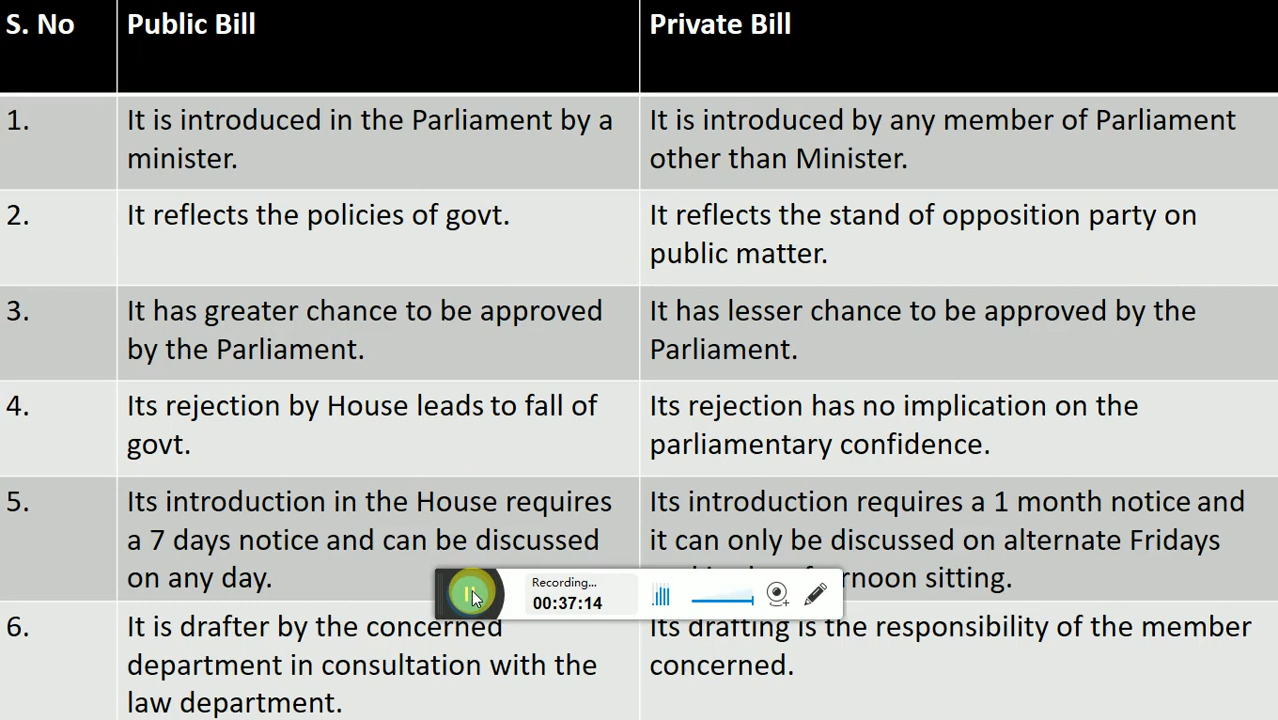 S. No
Public Bill
Private Bill
1.
It is introduced in the Parliament by a
minister.
It is introduced by any member of Parliament
other than Minister.
2.
It reflects the policies of govt.
It reflects the stand of opposition party on
public matter.
3.
It has greater chance to be approved
by the Parliament.
It has lesser chance to be approved by the
Parliament.
4.
Its rejection by House leads to fall of
govt.
Its rejection has no implication on the
parliamentary confidence.
5.
Its introduction in the House requires
a 7 days notice and can be discussed
on any day.
Its introduction requires a 1 month notice and
it can only be discussed on alternate Fridays
sitting.
Recording...
00:37:14
6.
It is drafter by the concerned
department in consultation with the
law department.
Its drafting is the responsibility of the member
concerned.